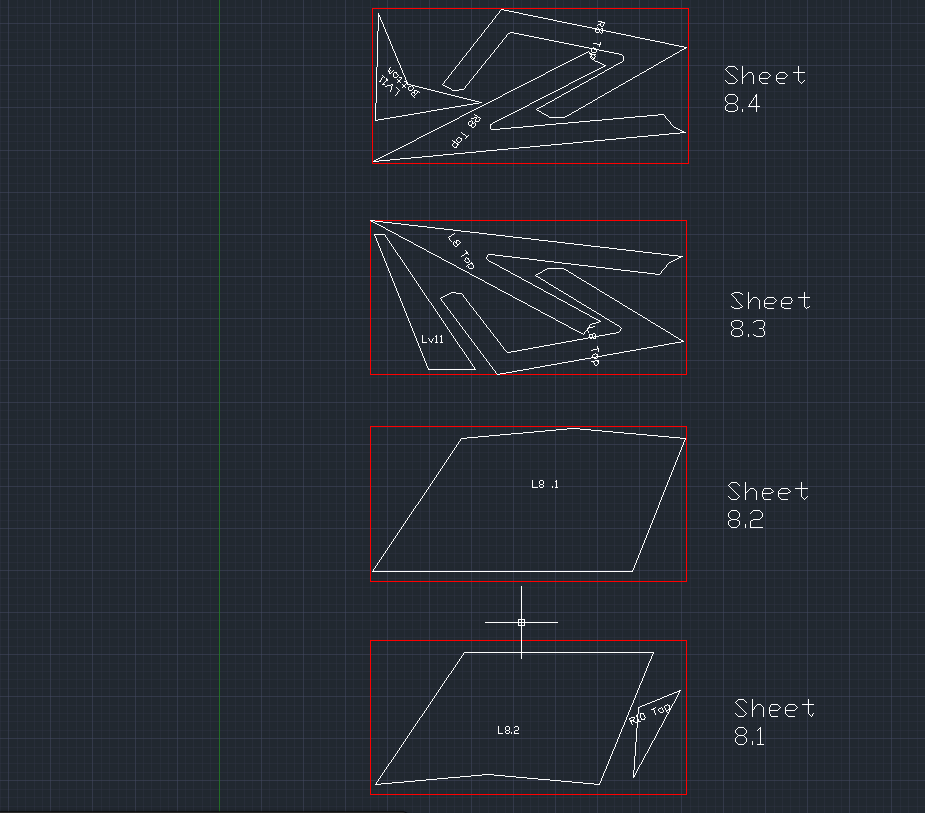 R8 Top
LV11
Bottom
R8 Top
Sheet
8.4
L8 Top
Lv11
L8 Top
Sheet
8.3
L8 .1
Sheet
8.2
L8.2
R10 Top
Sheet
8.1